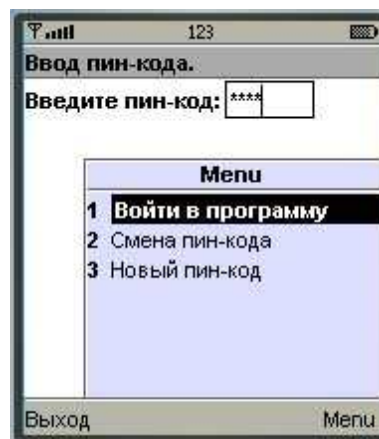 123
Ввод пин-кода.
Введите пин-код: ****
Menu
1 Войти в программу
2 Смена пин-кода
3 Новый пин-код
Выход Menu